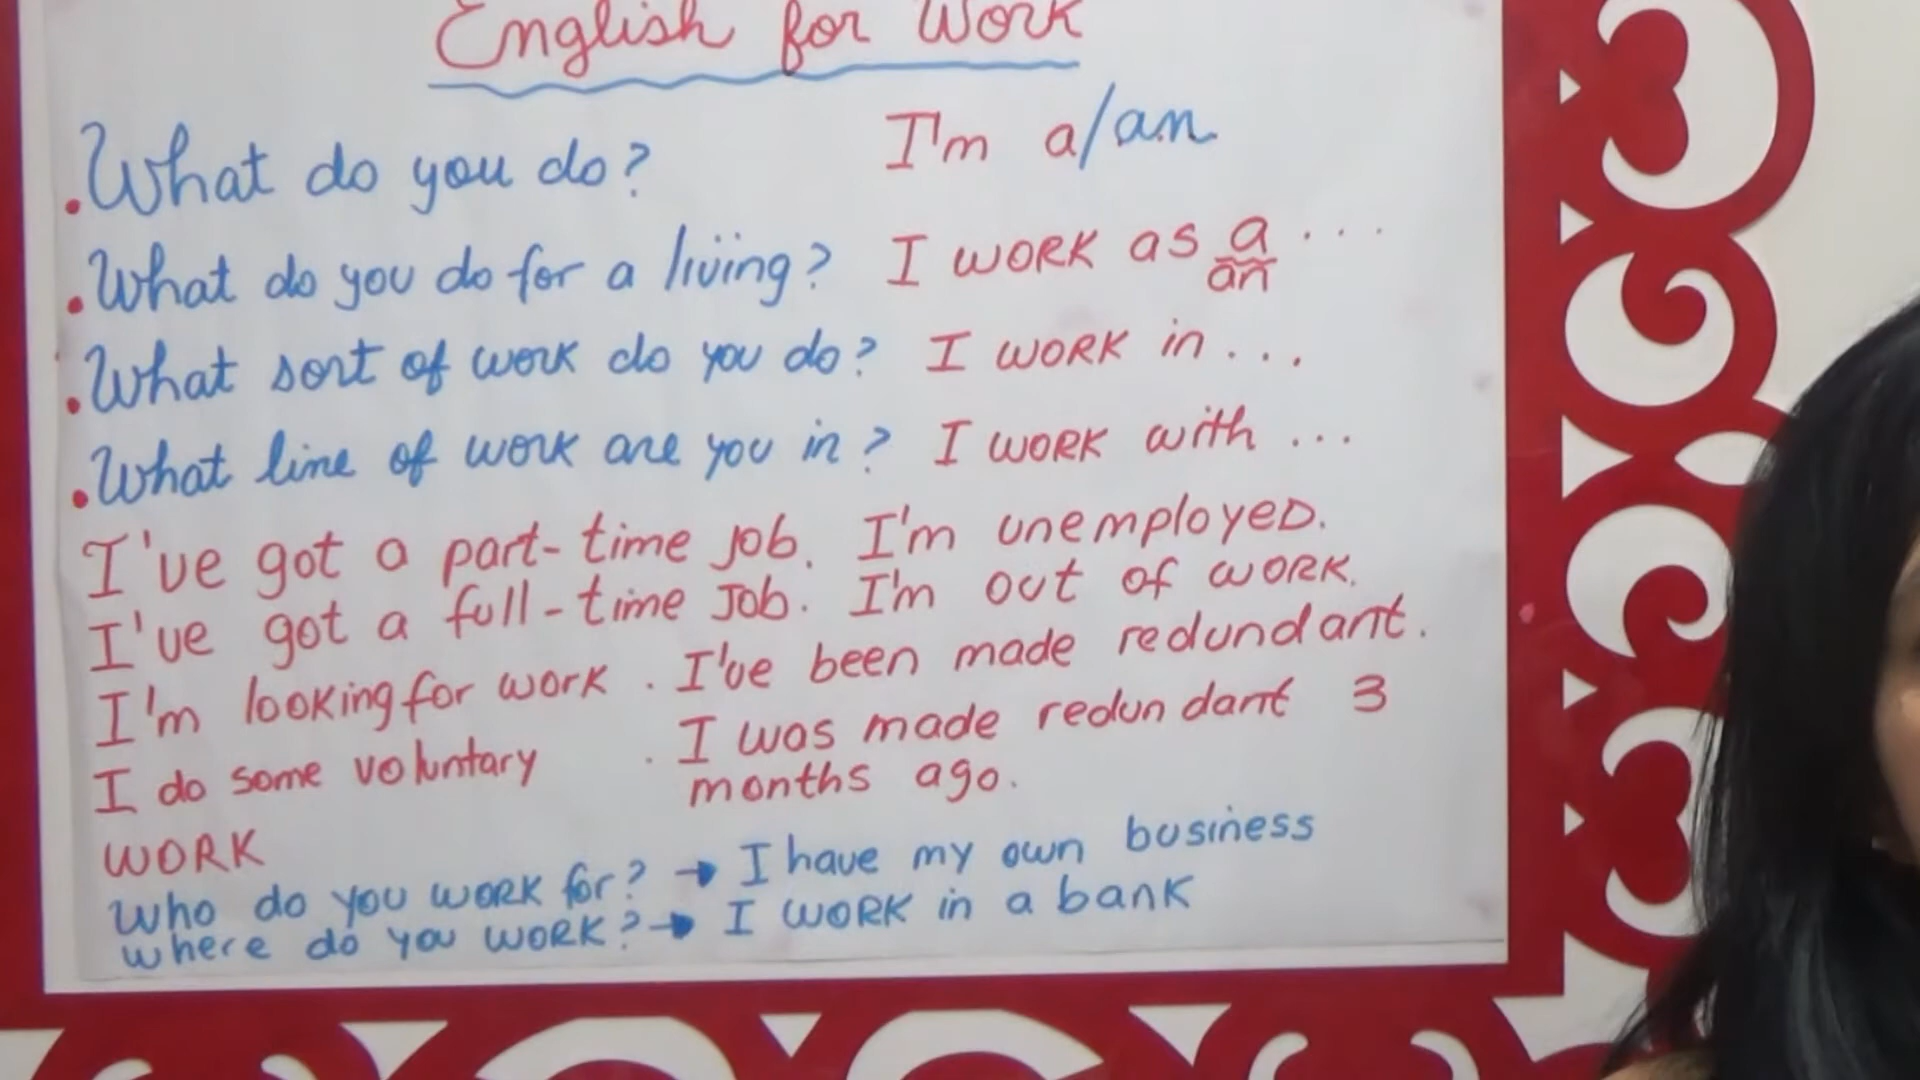 English for Work
.What do you do? I'm a/an
.What do you do for a living? I work as a/an ...
.What sort of work do you do? I work in ...
.What line of work are you in? I work with ...
I've got a part-time job. I'm unemployed.
I've got a full-time Job. I'm out of work.
I'm looking for work . I've been made redundant.
I do some voluntary . I was made redundant 3
months ago.
WORK
Who do you work for? → I have my own business
where do you work? → I work in a bank